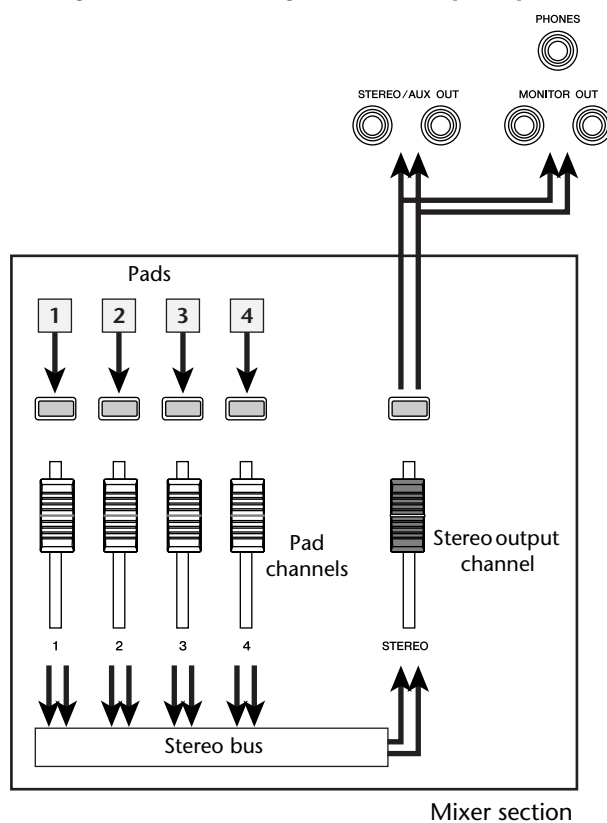 PHONES
STEREO/AUX OUT
MONITOR OUT
Pads
1 2 3 4
Pad
channels
Stereo output
channel
1 2 3 4 STEREO
Stereo bus
Mixer section